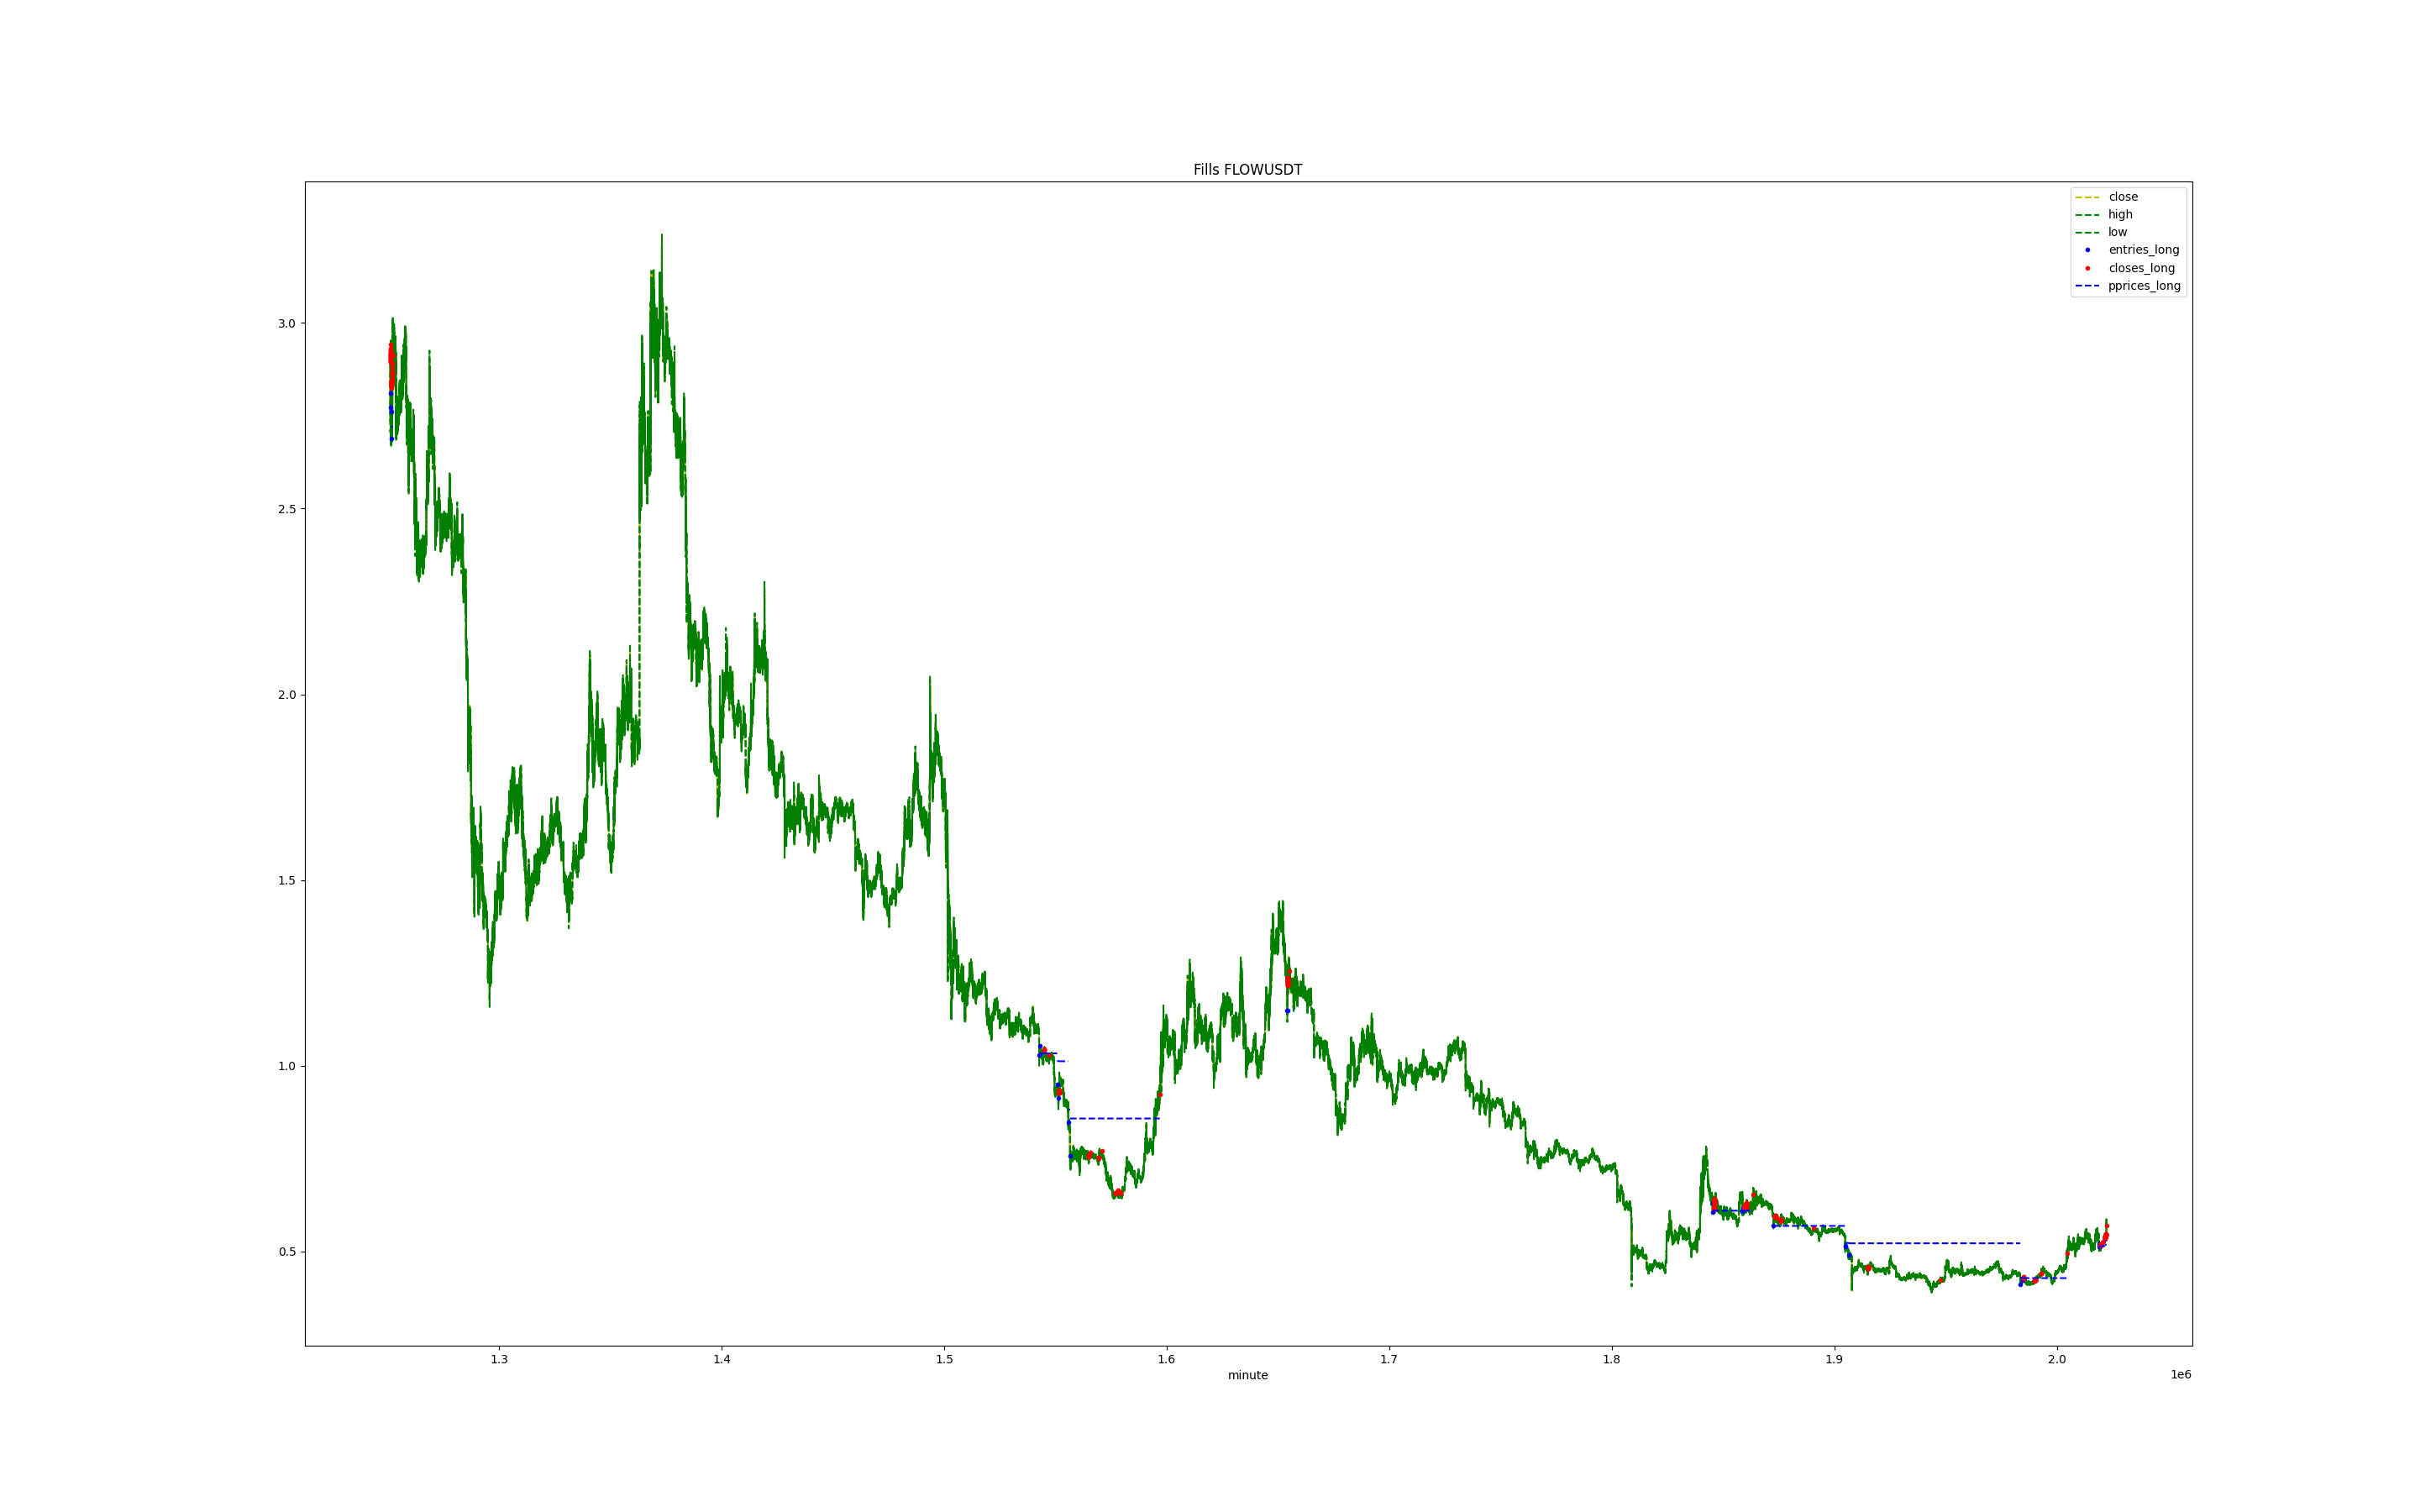 Fills FLOWUSDT
close
high
low
entries_long
closes_long
pprices_long
3.0
2.5
2.0
1.5
1.0
0.5
1.3 1.4 1.5 1.6 1.7 1.8 1.9 2.0
minute
1e6